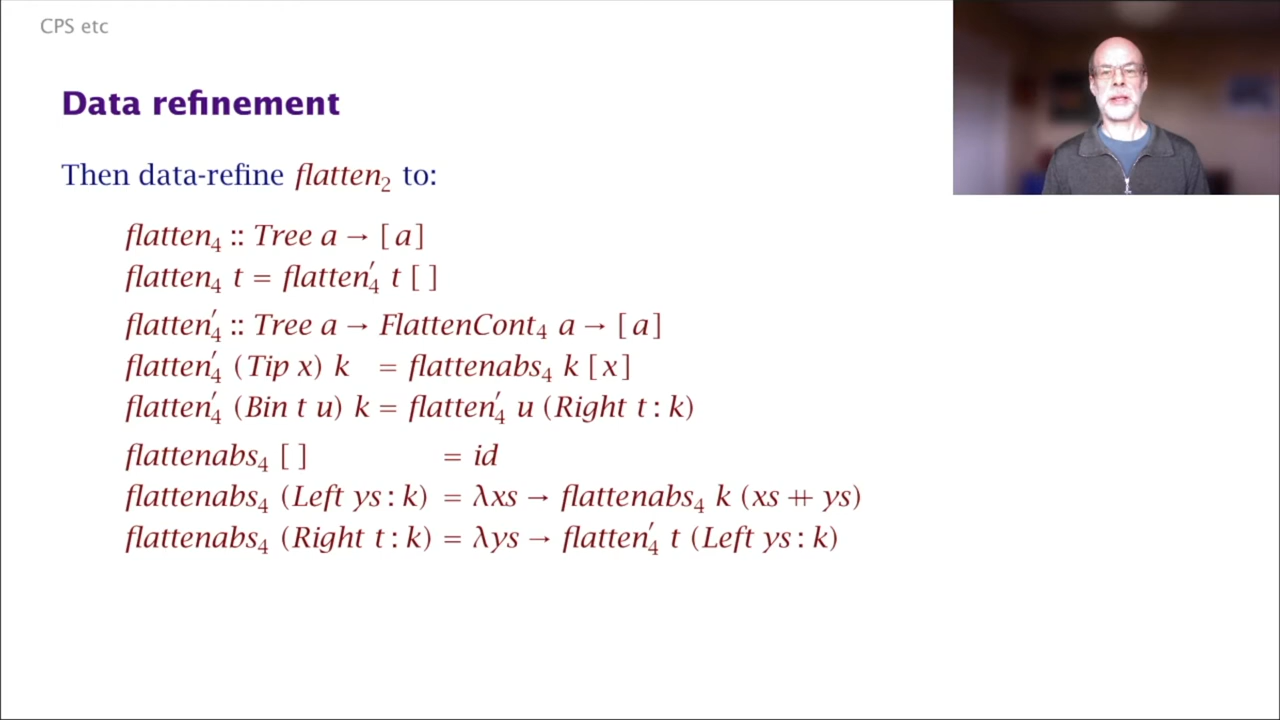 CPS etc
Data refinement
Then data-refine flatten₂ to:
flatten₄ :: Tree a → [a]
flatten₄ t = flatten′₄ t [ ]
flatten′₄ :: Tree a → FlattenCont₄ a → [a]
flatten′₄ (Tip x) k = flattenabs₄ k [x]
flatten′₄ (Bin t u) k = flatten′₄ u (Right t : k)
flattenabs₄ [ ] = id
flattenabs₄ (Left ys : k) = λxs → flattenabs₄ k (xs ++ ys)
flattenabs₄ (Right t : k) = λys → flatten′₄ t (Left ys : k)